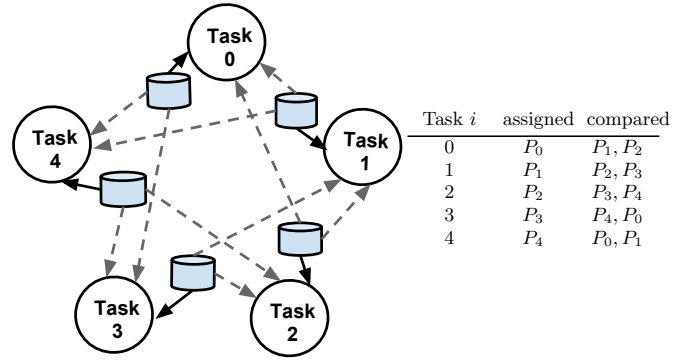 Task
0
Task
4
Task
1
Task
3
Task
2
Task i assigned compared
0 P0 P1, P2
1 P1 P2, P3
2 P2 P3, P4
3 P3 P4, P0
4 P4 P0, P1